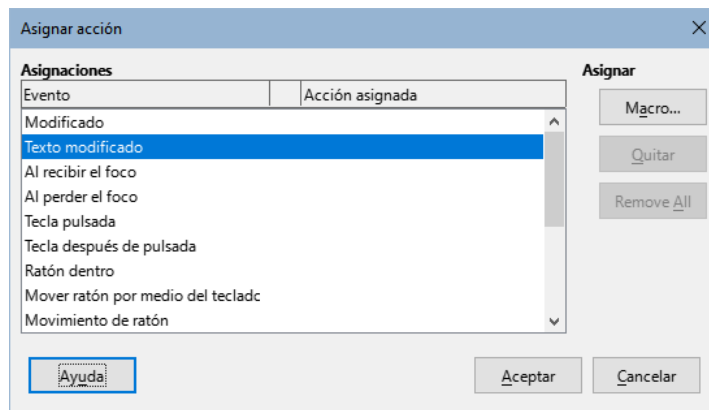 Asignar acción
Asignaciones
Asignar
Evento Acción asignada
Macro...
Modificado
Texto modificado
Quitar
Al recibir el foco
Al perder el foco
Remove All
Tecla pulsada
Tecla después de pulsada
Ratón dentro
Mover ratón por medio del tecladc
Movimiento de ratón
Ayuda
Aceptar
Cancelar